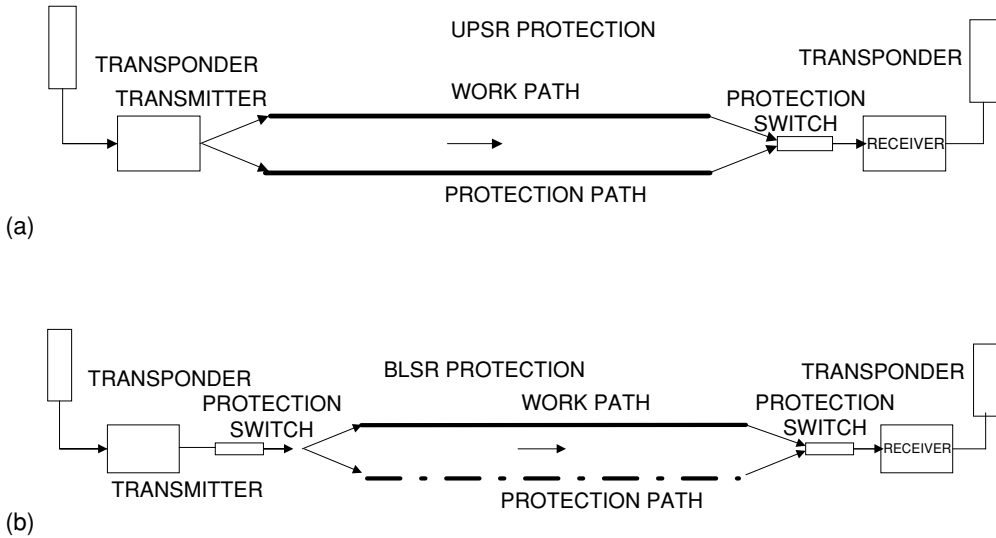 UPSR PROTECTION
TRANSPONDER
TRANSPONDER
TRANSMITTER
WORK PATH
PROTECTION
SWITCH
RECEIVER
PROTECTION PATH
(a)
BLSR PROTECTION
TRANSPONDER
TRANSPONDER
PROTECTION
SWITCH
WORK PATH
PROTECTION
SWITCH
RECEIVER
TRANSMITTER
PROTECTION PATH
(b)